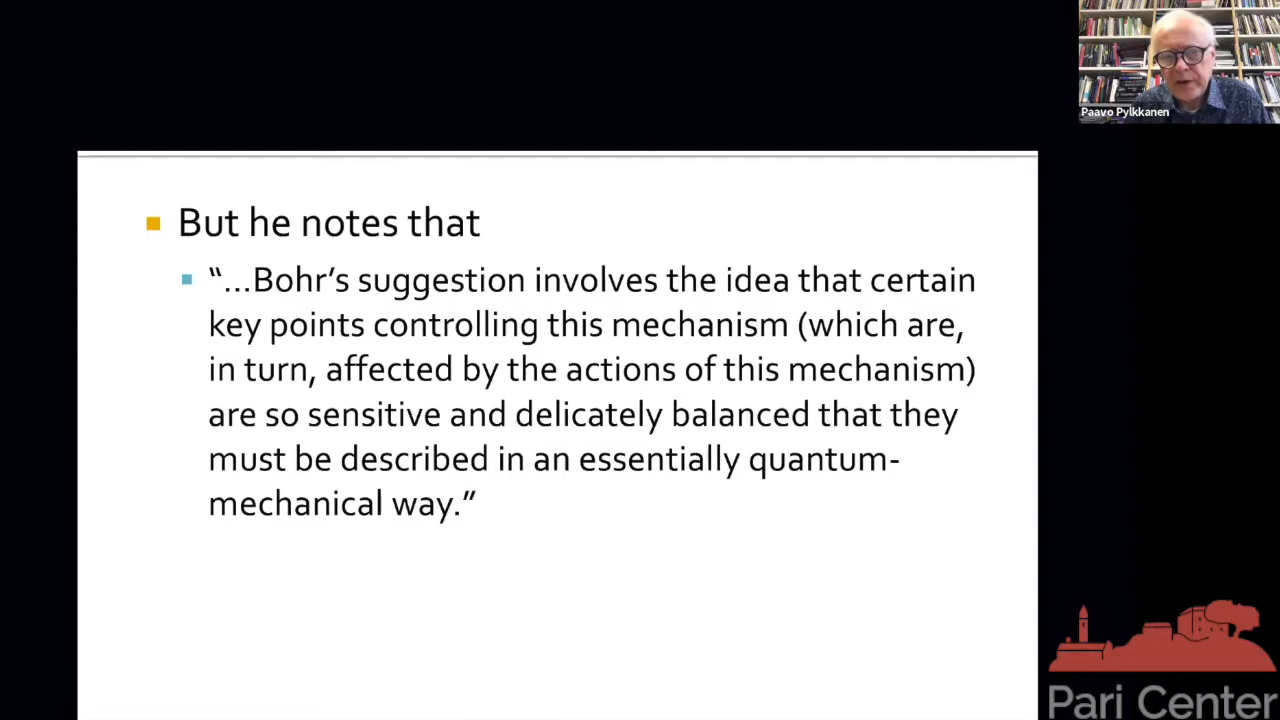 Paavo Pylkkanen
But he notes that
“...Bohr’s suggestion involves the idea that certain
key points controlling this mechanism (which are,
in turn, affected by the actions of this mechanism)
are so sensitive and delicately balanced that they
must be described in an essentially quantum-
mechanical way.”
Pari Center